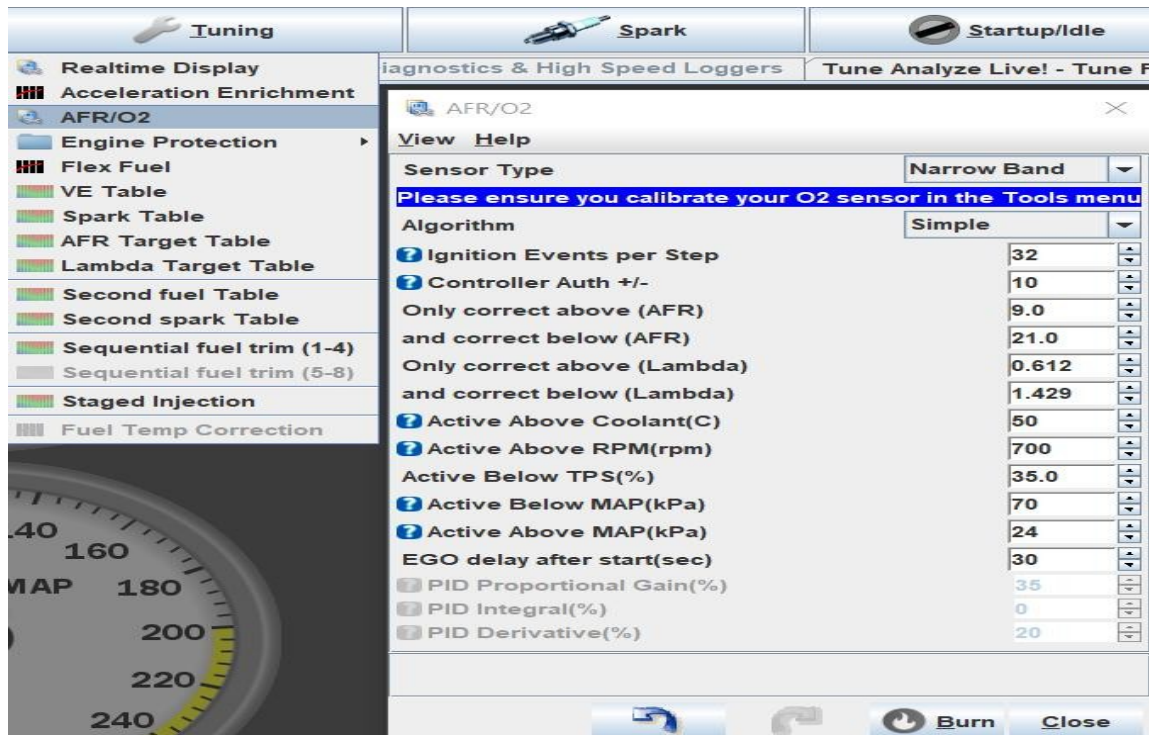 Tuning
Spark
Startup/Idle
Realtime Display
Acceleration Enrichment
AFR/O2
Engine Protection
Flex Fuel
VE Table
Spark Table
AFR Target Table
Lambda Target Table
Second fuel Table
Second spark Table
Sequential fuel trim (1-4)
Sequential fuel trim (5-8)
Staged Injection
Fuel Temp Correction
iagnostics & High Speed Loggers
Tune Analyze Live! - Tune F
AFR/O2
View Help
Sensor Type Narrow Band
Please ensure you calibrate your O2 sensor in the Tools menu
Algorithm Simple
Ignition Events per Step 32
Controller Auth +/- 10
Only correct above (AFR) 9.0
and correct below (AFR) 21.0
Only correct above (Lambda) 0.612
and correct below (Lambda) 1.429
Active Above Coolant(C) 50
Active Above RPM(rpm) 700
Active Below TPS(%) 35.0
Active Below MAP(kPa) 70
Active Above MAP(kPa) 24
EGO delay after start(sec) 30
PID Proportional Gain(%) 35
PID Integral(%) 0
PID Derivative(%) 20
Burn Close
40
160
MAP 180
200
220
240